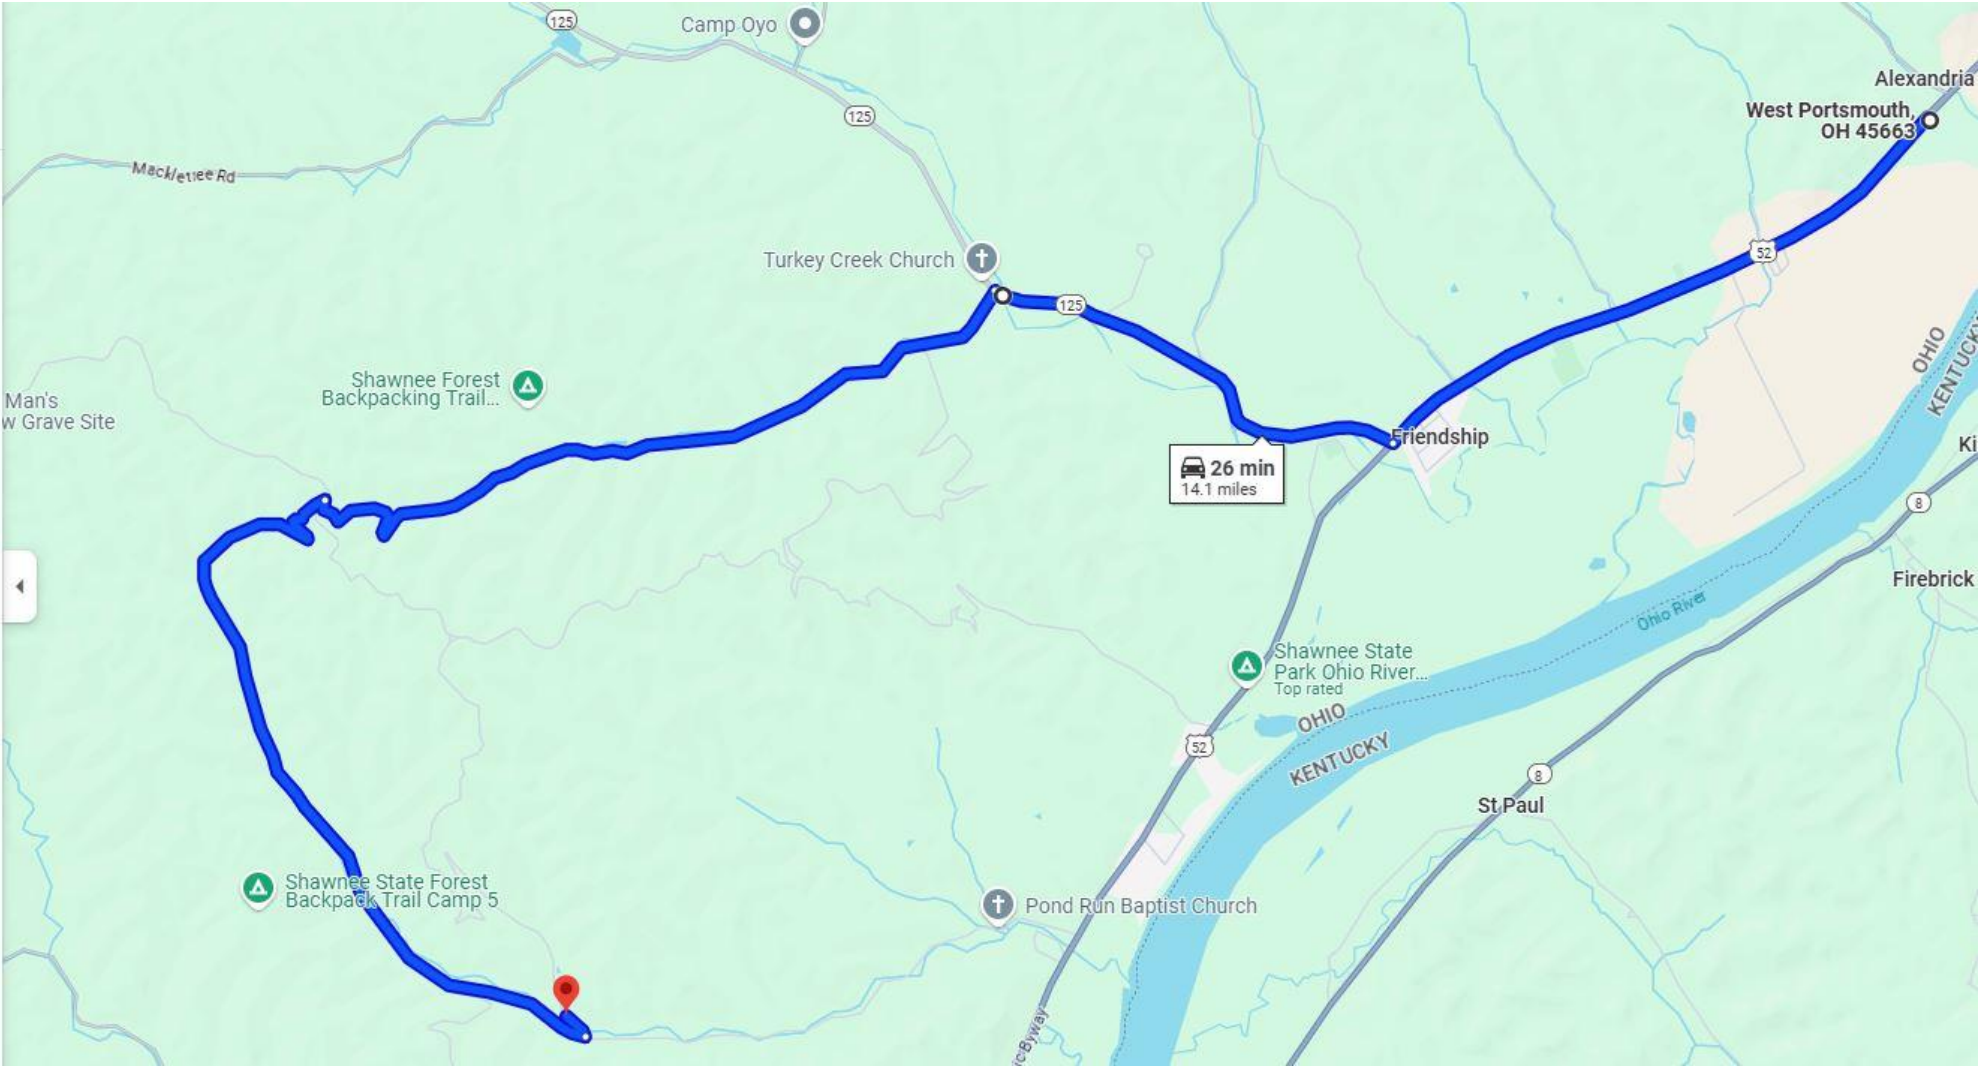 125
Camp Oyo
Alexandria
125
West Portsmouth,
OH 45663
Turkey Creek Church
52
125
OHIO
KENTUCKY
Shawnee Forest
Backpacking Trail...
Man's
w Grave Site
Friendship
Ki
26 min
14.1 miles
8
Firebrick
Ohio River
Shawnee State
Park Ohio River...
Top rated
OHIO
52
KENTUCKY
8
St Paul
Shawnee State Forest
Backpack Trail Camp 5
Pond Run Baptist Church
ic Byway